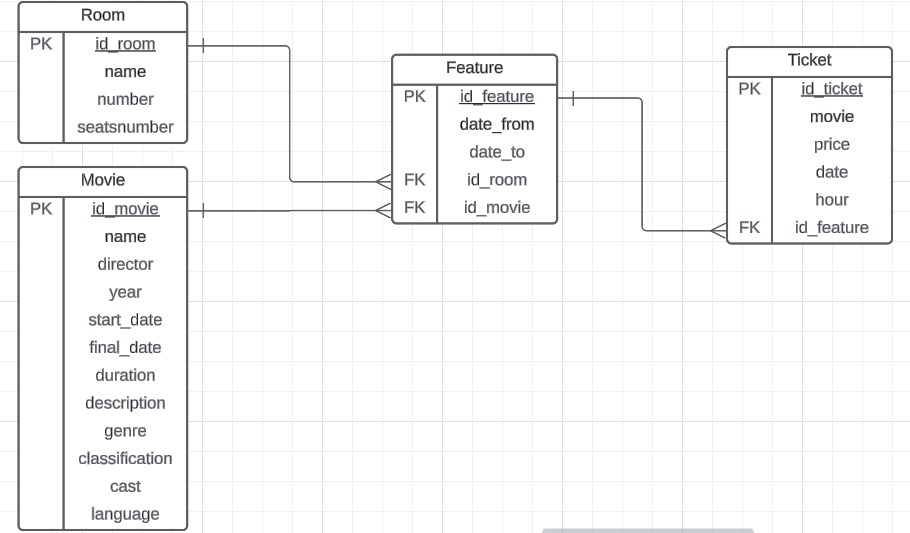 Room
PK id_room
name
number
seatsnumber
Movie
PK id_movie
name
director
year
start_date
final_date
duration
description
genre
classification
cast
language
Feature
PK id_feature
date_from
date_to
FK id_room
FK id_movie
Ticket
PK id_ticket
movie
price
date
hour
FK id_feature